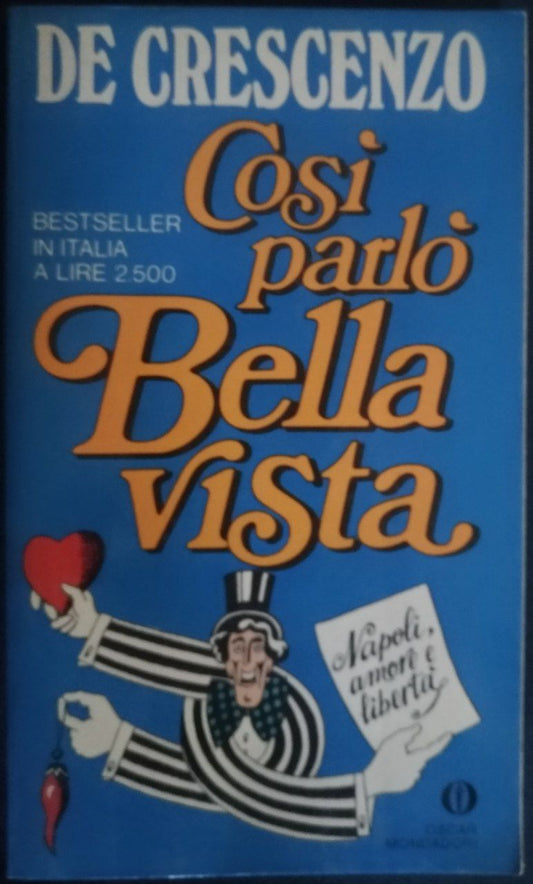 DE CRESCENZO
Così
parlò
Bella
vista
BESTSELLER
IN ITALIA
A LIRE 2.500
Napoli,
amore e
libertà
OSCAR
MONDADORI